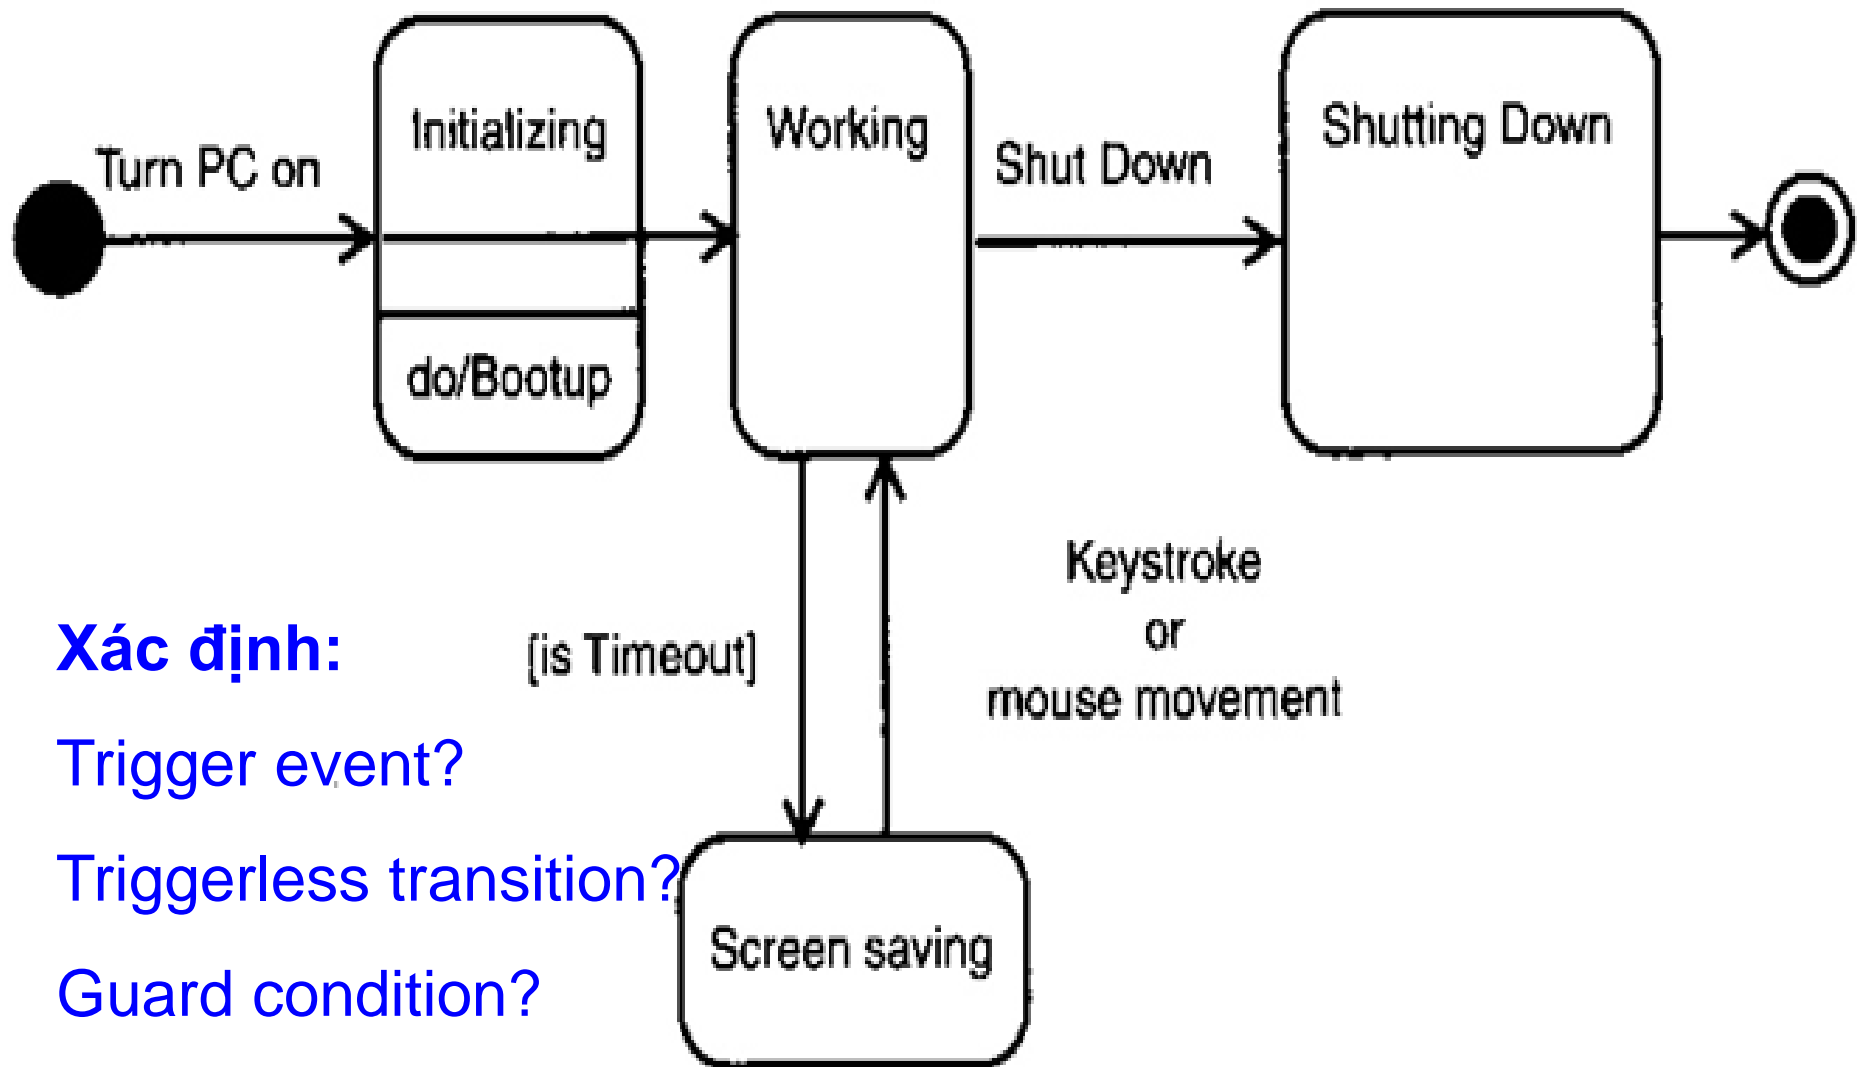 Turn PC on
Initializing
do/Bootup
Working
Shut Down
Shutting Down
[is Timeout]
Keystroke
or
mouse movement
Screen saving
Xác định:
Trigger event?
Triggerless transition?
Guard condition?